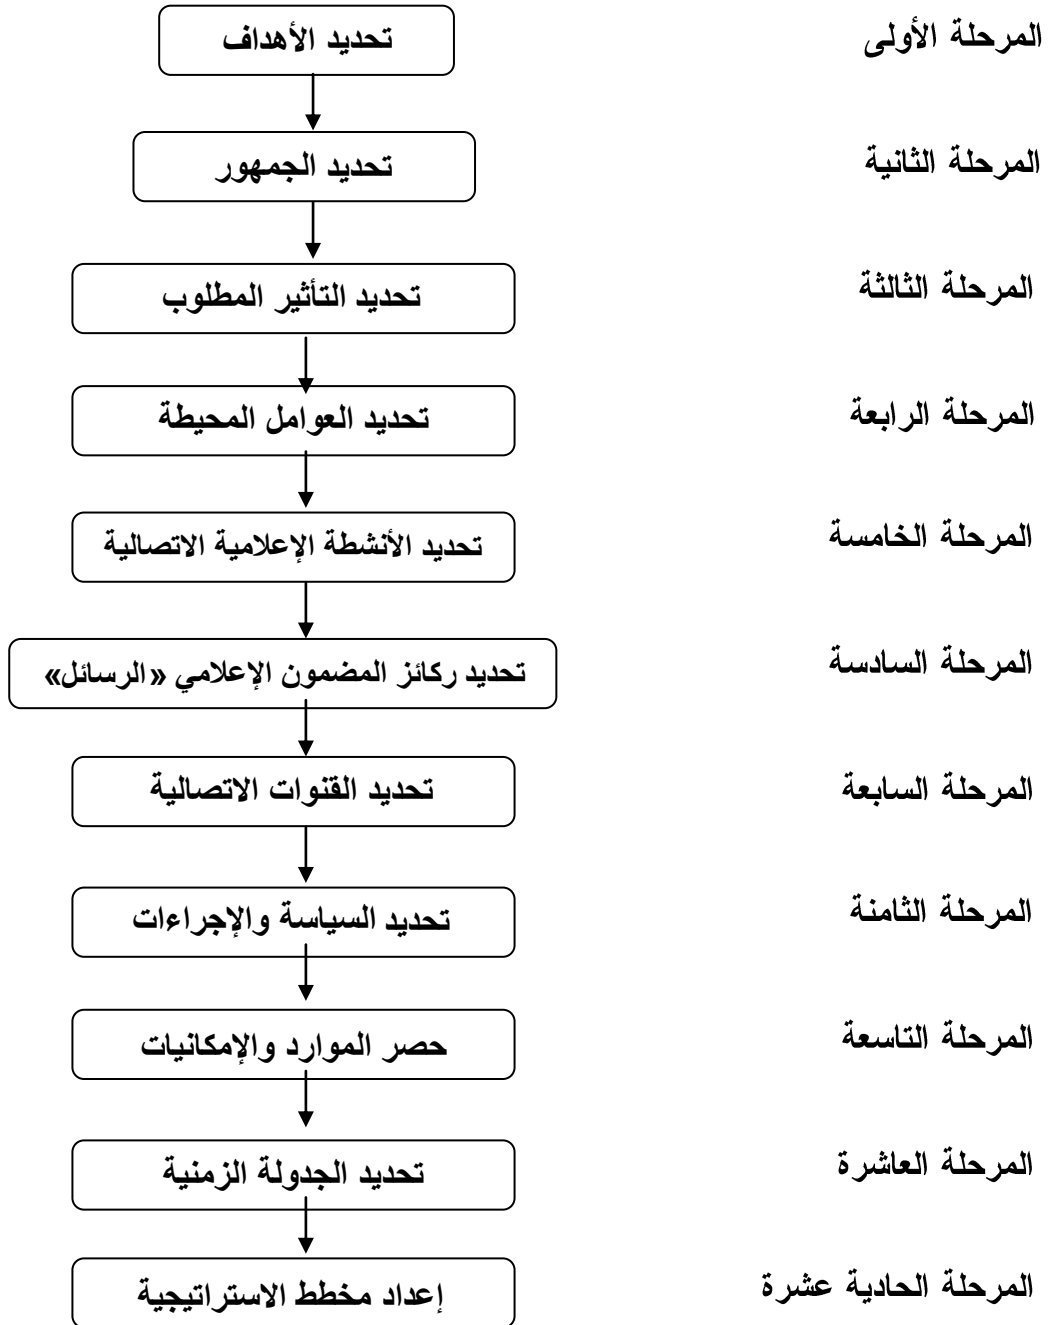 المرحلة الأولى
تحديد الأهداف
المرحلة الثانية
تحديد الجمهور
المرحلة الثالثة
تحديد التأثير المطلوب
المرحلة الرابعة
تحديد العوامل المحيطة
المرحلة الخامسة
تحديد الأنشطة الإعلامية الاتصالية
المرحلة السادسة
تحديد ركائز المضمون الإعلامي «الرسائل»
المرحلة السابعة
تحديد القنوات الاتصالية
المرحلة الثامنة
تحديد السياسة والإجراءات
المرحلة التاسعة
حصر الموارد والإمكانيات
المرحلة العاشرة
تحديد الجدولة الزمنية
المرحلة الحادية عشرة
إعداد مخطط الاستراتيجية